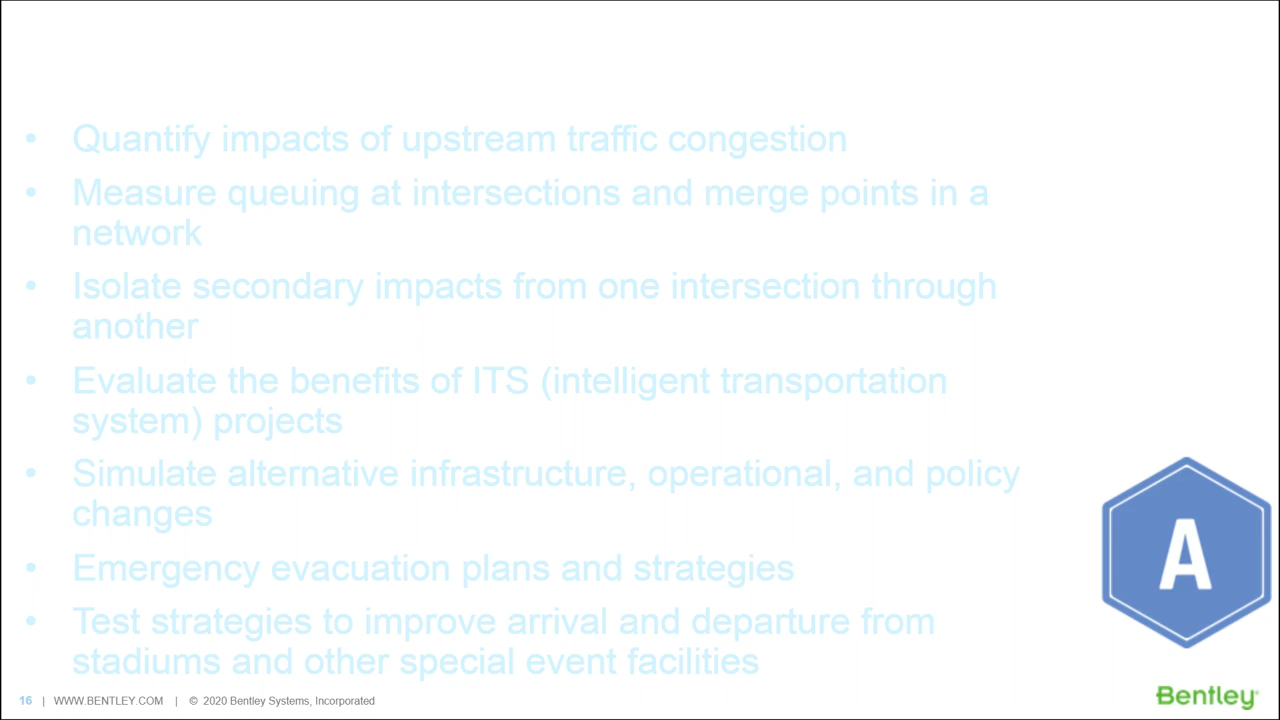 • Quantify impacts of upstream traffic congestion
• Measure queuing at intersections and merge points in a
network
• Isolate secondary impacts from one intersection through
another
• Evaluate the benefits of ITS (intelligent transportation
system) projects
• Simulate alternative infrastructure, operational, and policy
changes
• Emergency evacuation plans and strategies
• Test strategies to improve arrival and departure from
stadiums and other special event facilities
A
16 | WWW.BENTLEY.COM | © 2020 Bentley Systems, Incorporated
Bentley